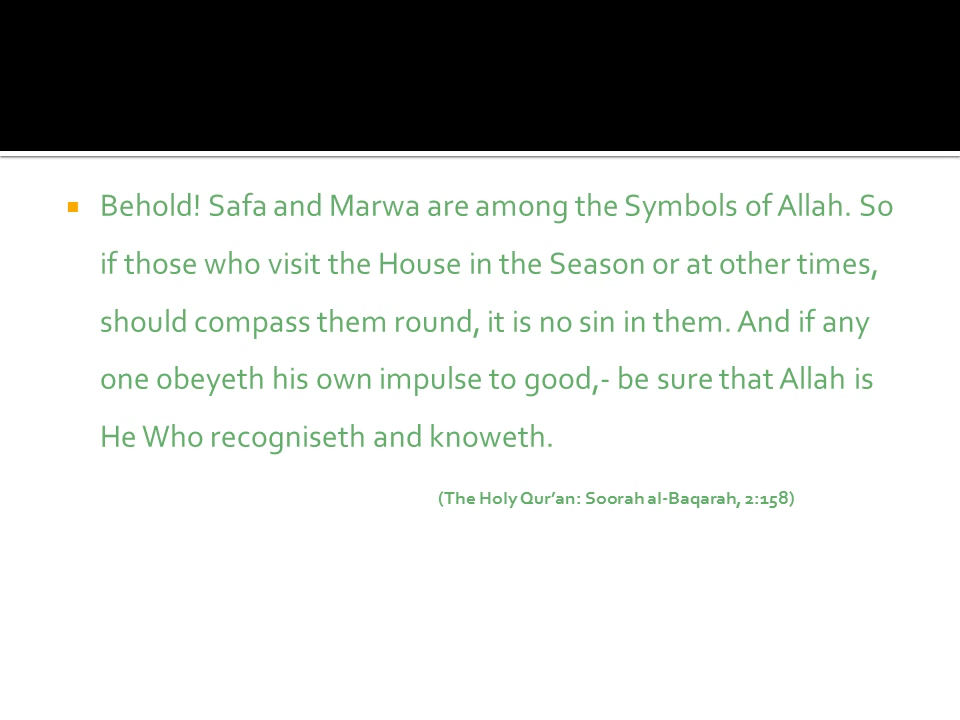 Behold! Safa and Marwa are among the Symbols of Allah. So
if those who visit the House in the Season or at other times,
should compass them round, it is no sin in them. And if any
one obeyeth his own impulse to good,- be sure that Allah is
He Who recogniseth and knoweth.
(The Holy Qur’an: Soorah al-Baqarah, 2:158)